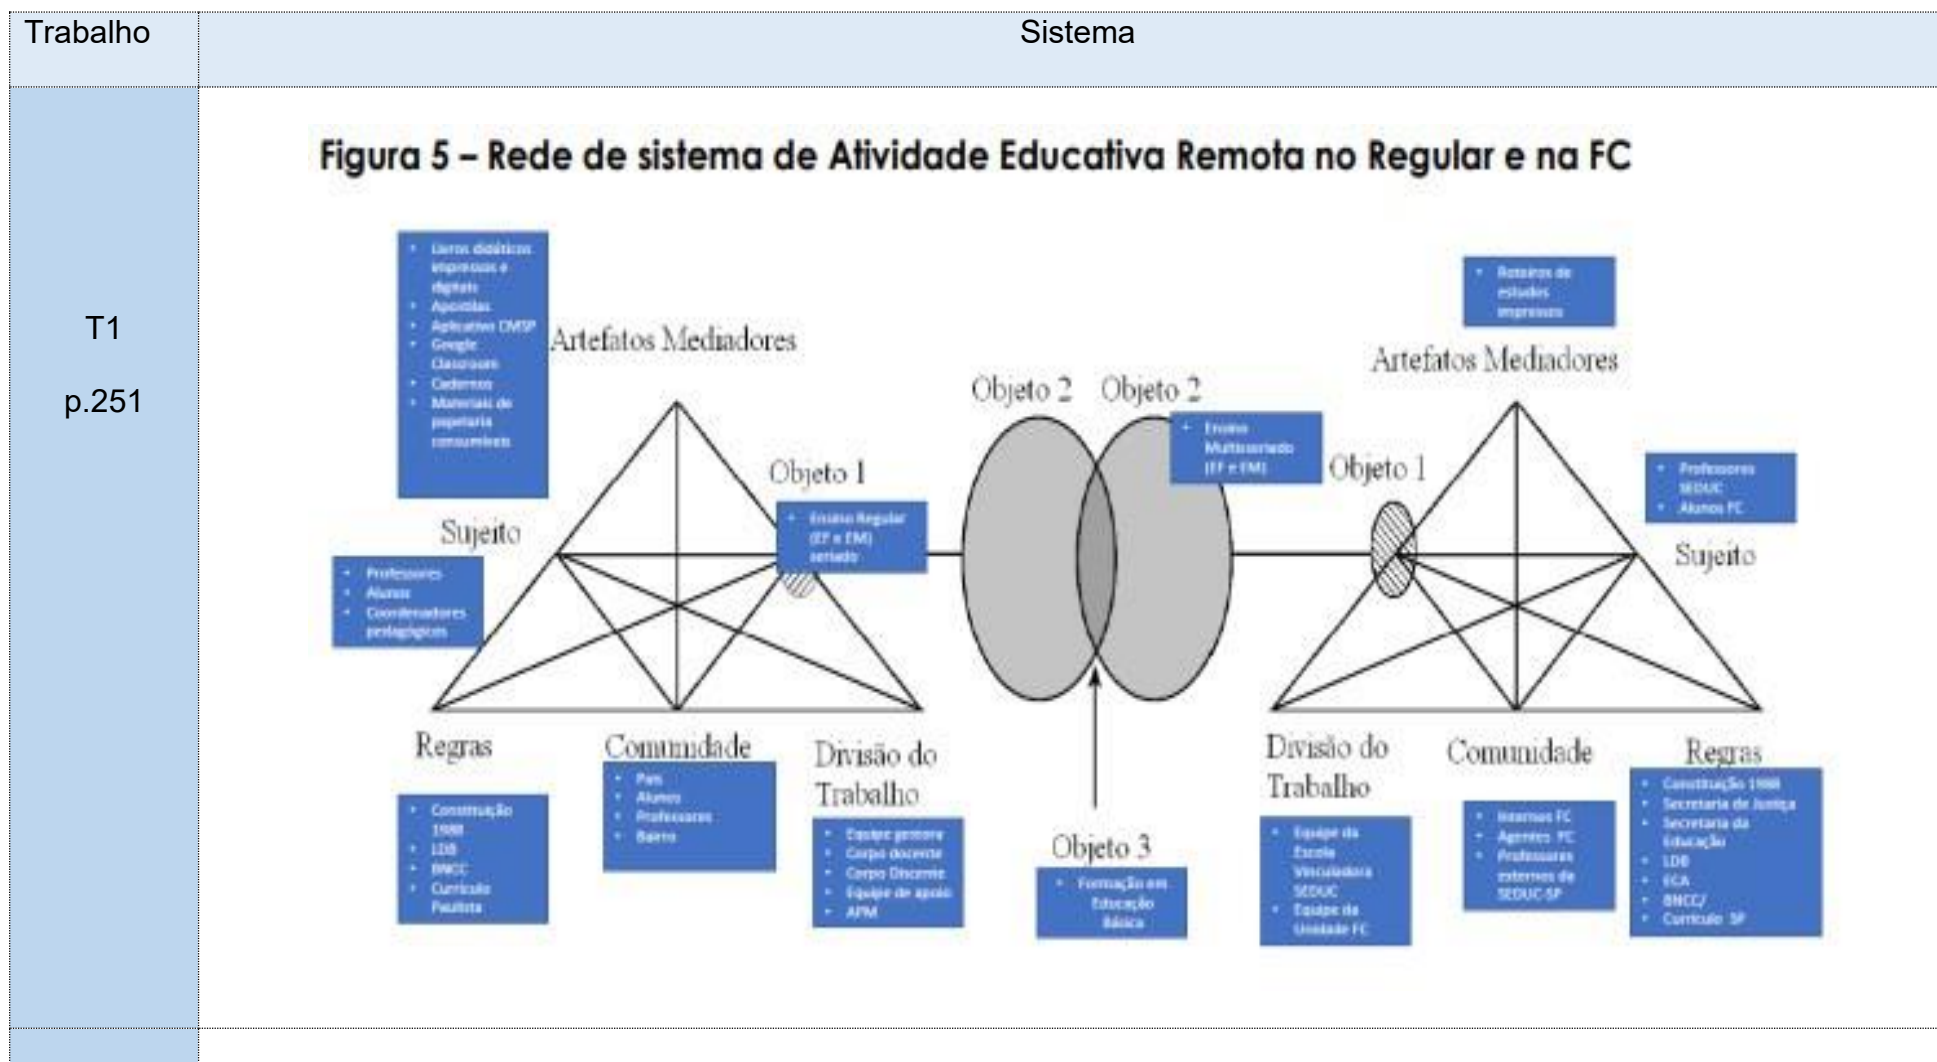 Trabalho
Sistema
T1
p.251
Figura 5 – Rede de sistema de Atividade Educativa Remota no Regular e na FC
• Livros didáticos
impressos e
digitais
• Apostilas
• Aplicativo CMSP
• Google
Classroom
• Cadernos
• Materiais de
papelaria
consumíveis
Artefatos Mediadores
Objeto 1
• Ensino Regular
(EF e EM)
seriado
Sujeito
• Professores
• Alunos
• Coordenadores
pedagógicos
Regras
• Constituição
1988
• LDB
• BNCC
• Currículo
Paulista
Comunidade
• Pais
• Alunos
• Professores
• Bairro
Divisão do
Trabalho
• Equipe gestora
• Corpo docente
• Corpo Discente
• Equipe de apoio
• APM
Objeto 2
Objeto 2
• Ensino
Multisseriado
(EF e EM)
Objeto 3
• Formação em
Educação
Básica
• Roteiros de
estudos
impressos
Artefatos Mediadores
Objeto 1
• Professores
SEDUC
• Alunos FC
Sujeito
Divisão do
Trabalho
• Equipe da
Escola
Vinculadora
SEDUC
• Equipe da
Unidade FC
Comunidade
• Internos FC
• Agentes FC
• Professores
externos da
SEDUC-SP
Regras
• Constituição 1988
• Secretaria de Justiça
• Secretaria da
Educação
• LDB
• ECA
• BNCC/
• Currículo SP